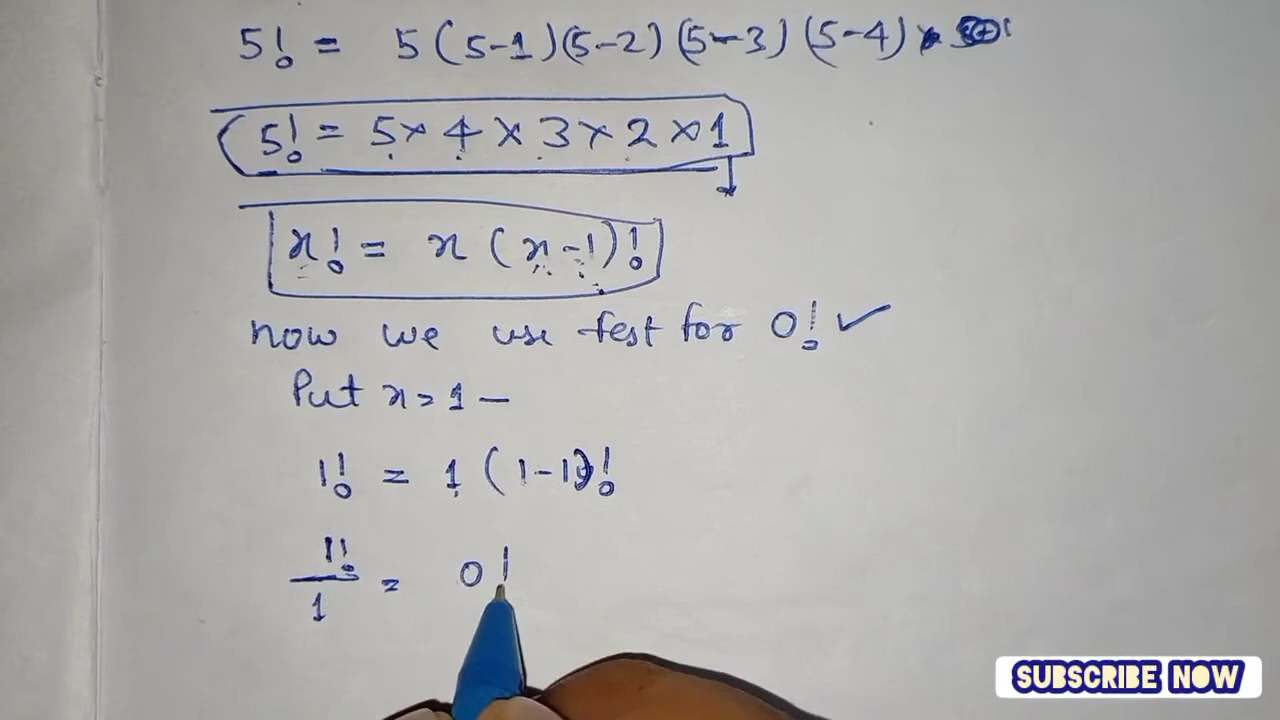 5! = 5(5-1)(5-2)(5-3)(5-4)×
5! = 5×4×3×2×1
x! = x(x-1)!
now we use test for 0! ✓
Put x=1 —
1! = 1(1-1)!
1!/1 = 0!
SUBSCRIBE NOW